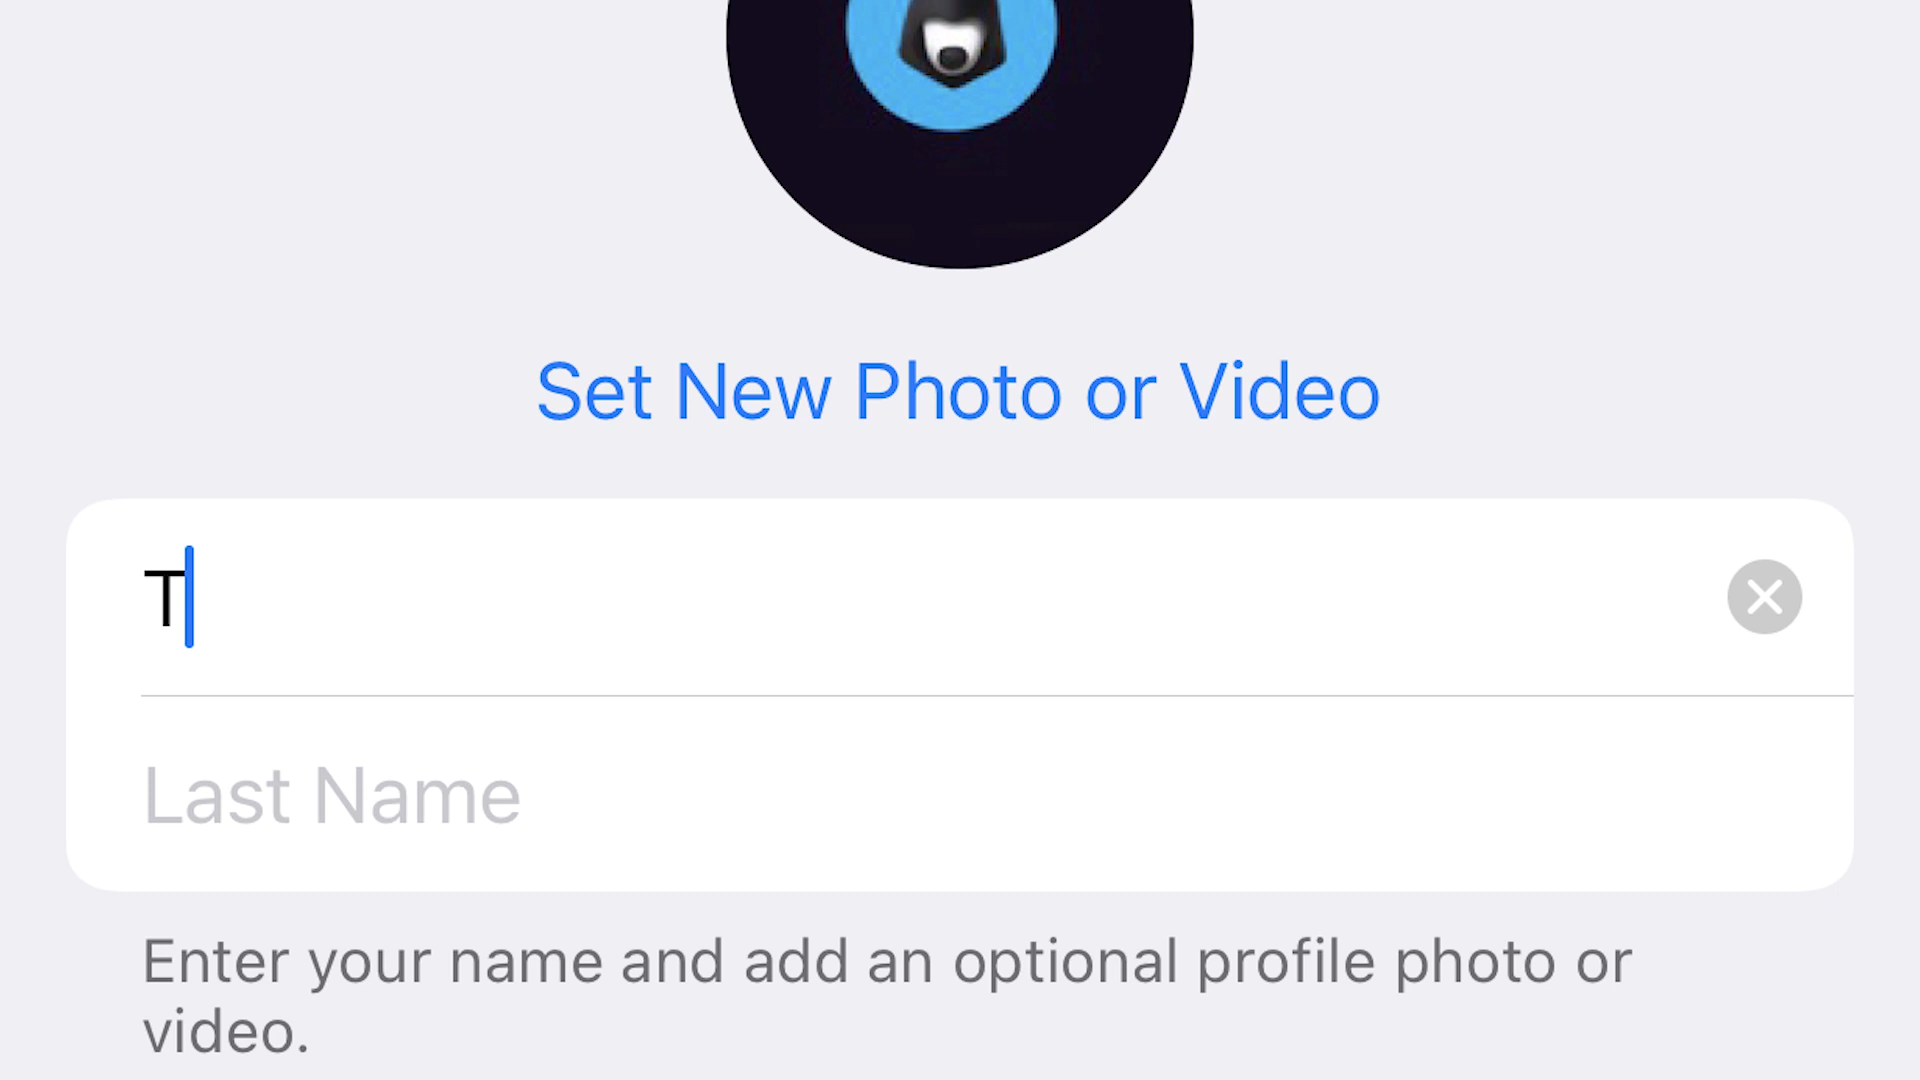 Set New Photo or Video
T
Last Name
Enter your name and add an optional profile photo or
video.